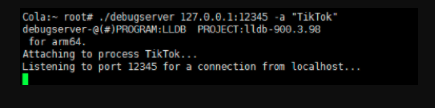 Cola:~ root# ./debugserver 127.0.0.1:12345 -a "TikTok"
debugserver-@(#)PROGRAM:LLDB  PROJECT:lldb-900.3.98
 for arm64.
Attaching to process TikTok...
Listening to port 12345 for a connection from localhost...